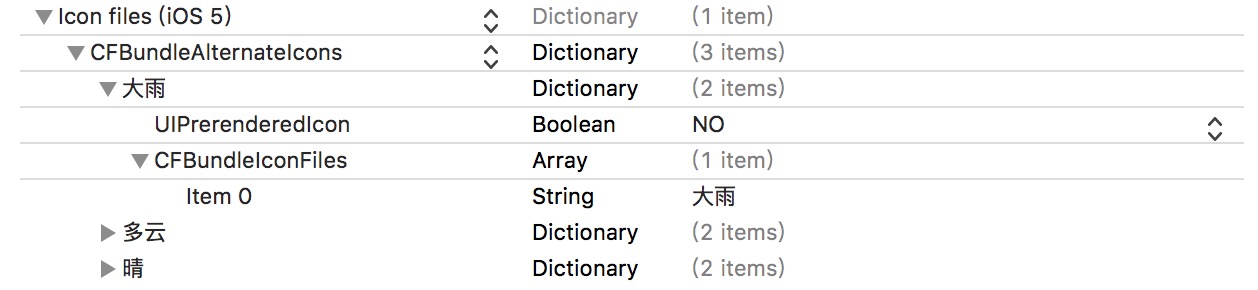 Icon files (iOS 5) Dictionary (1 item)
CFBundleAlternateIcons Dictionary (3 items)
大雨 Dictionary (2 items)
UIPrerenderedIcon Boolean NO
CFBundleIconFiles Array (1 item)
Item 0 String 大雨
多云 Dictionary (2 items)
晴 Dictionary (2 items)